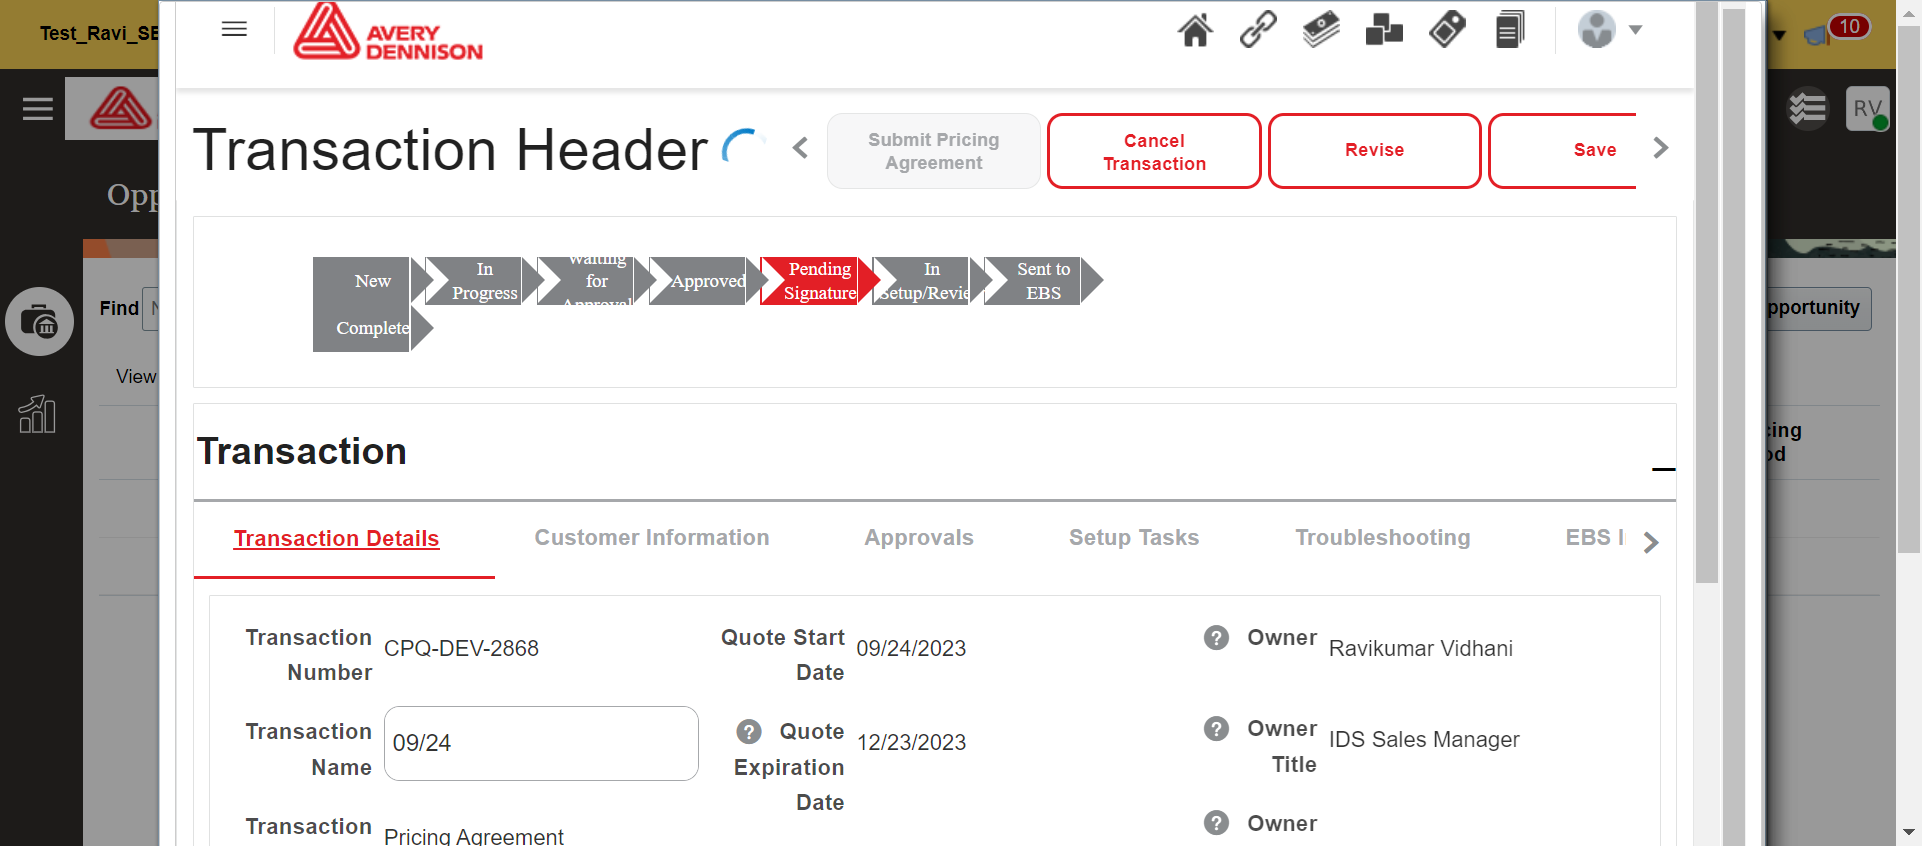 Test_Ravi_SE
AVERY
DENNISON
10
RV
Transaction Header
Submit Pricing
Agreement
Cancel
Transaction
Revise
Save
Opp
New
In
Progress
Waiting
for
Approval
Approved
Pending
Signature
In
Setup/Revie
Sent to
EBS
Complete
Find
N
pportunity
View
Transaction
cing
od
Transaction Details
Customer Information
Approvals
Setup Tasks
Troubleshooting
EBS I
Transaction
Number
CPQ-DEV-2868
Quote Start
Date
09/24/2023
? Owner
Ravikumar Vidhani
Transaction
Name
09/24
? Quote
Expiration
Date
12/23/2023
? Owner
Title
IDS Sales Manager
Transaction
Pricing Agreement
? Owner